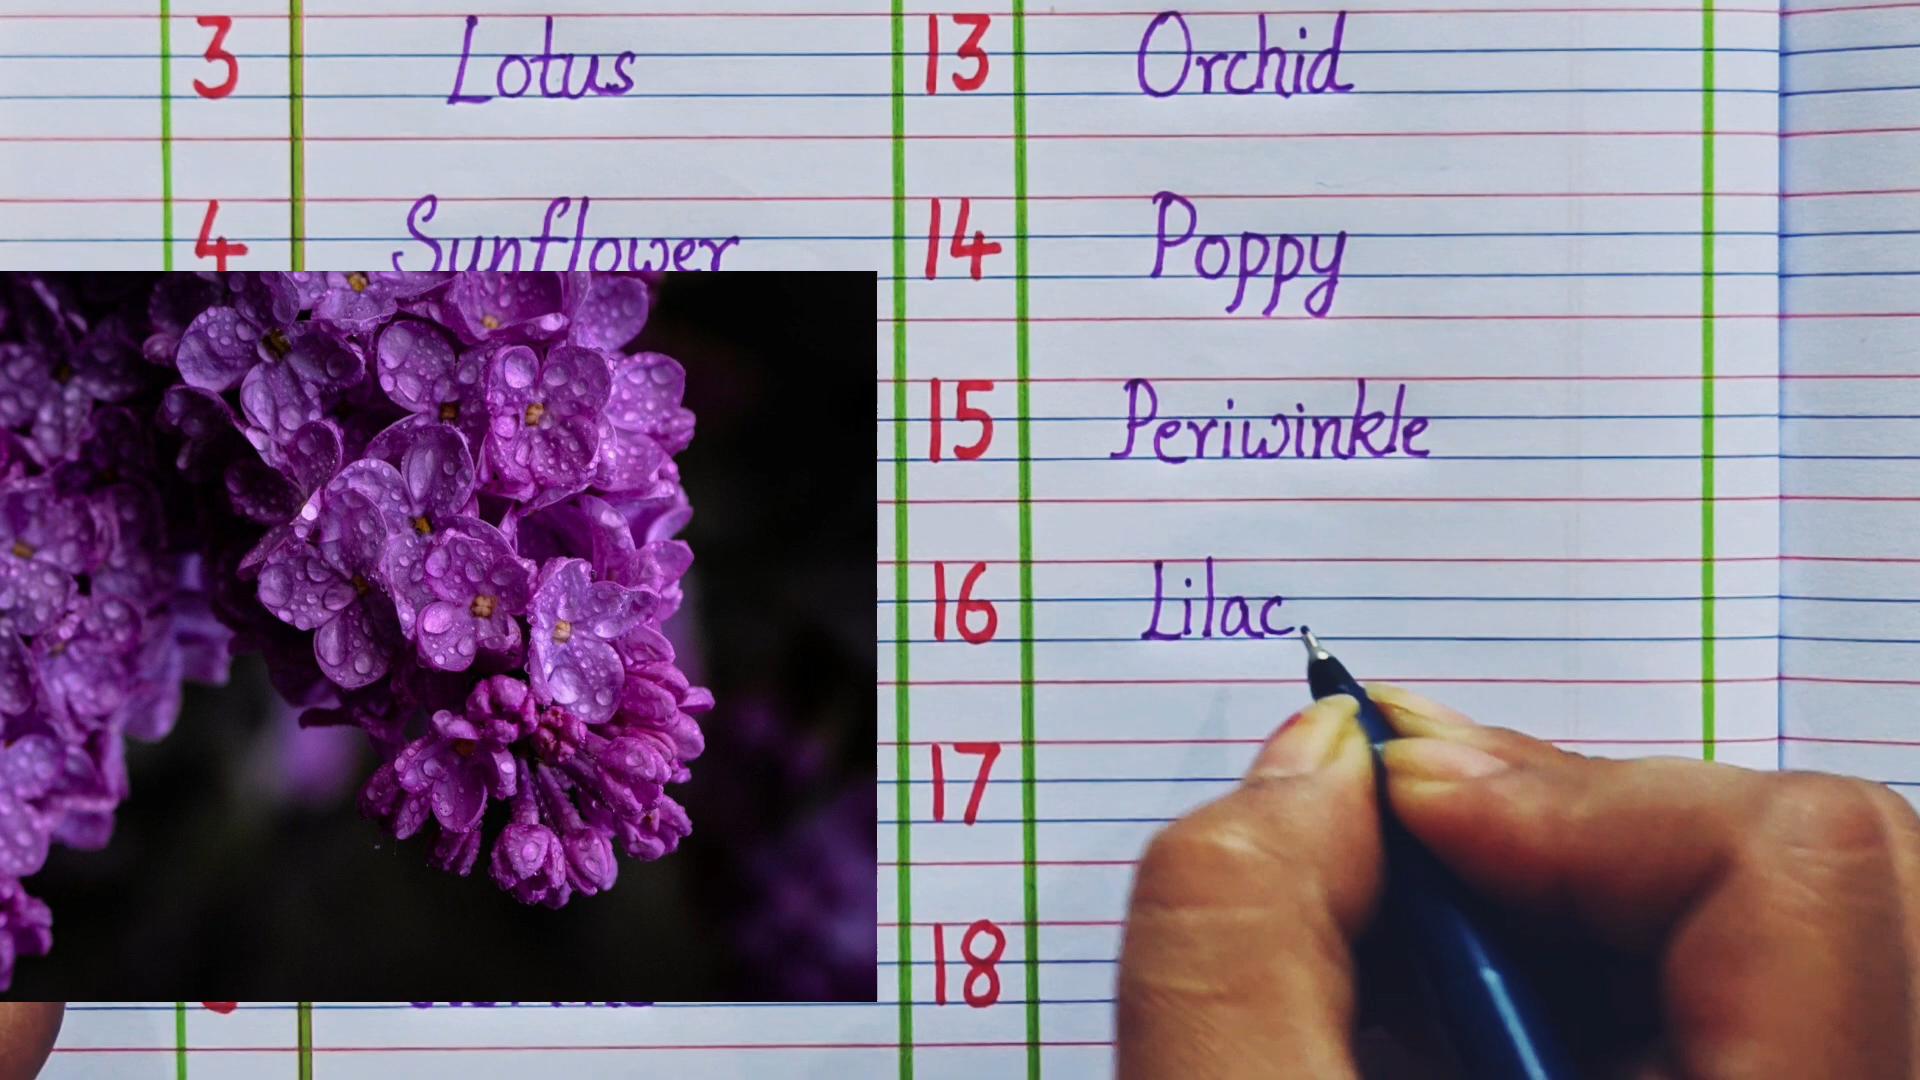 3 Lotus 13 Orchid
4 Sunflower 14 Poppy
15 Periwinkle
16 Lilac
17
18